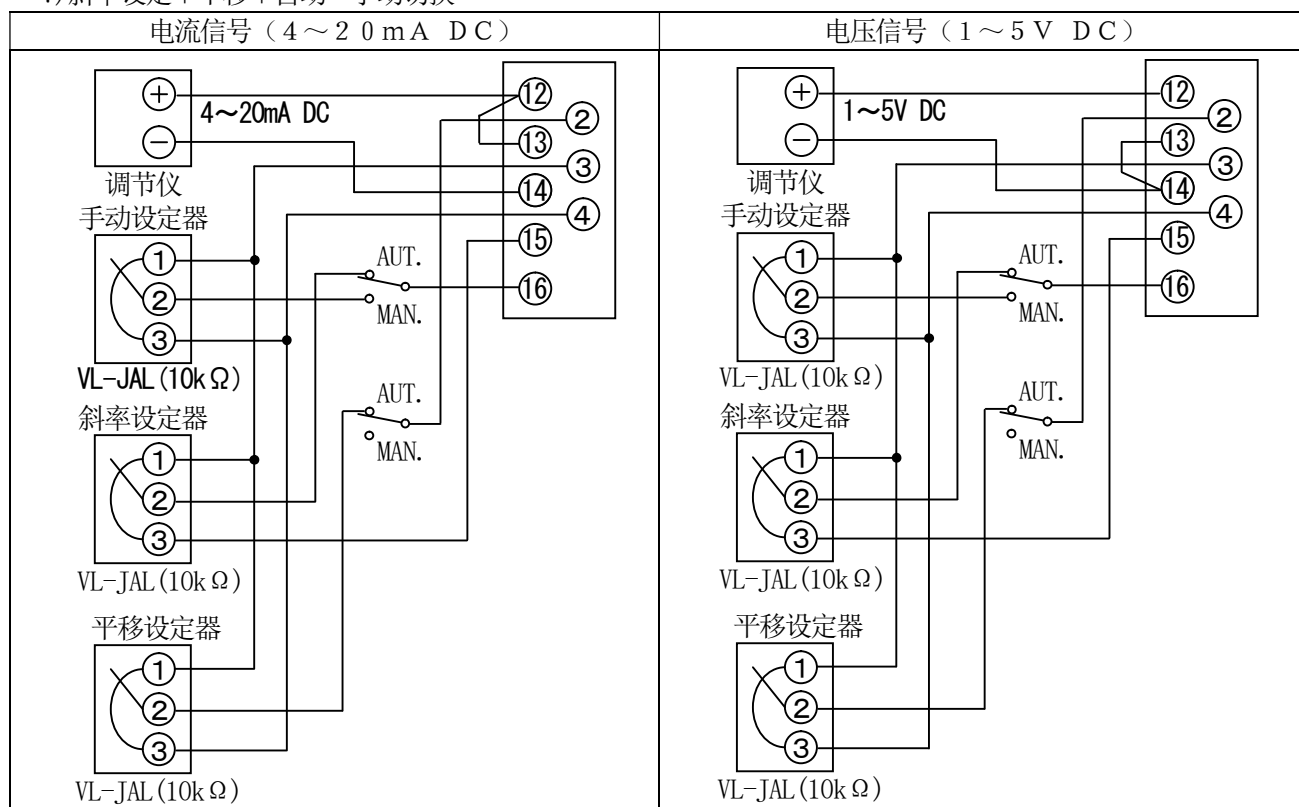 电流信号（４～２０ｍＡ ＤＣ）
电压信号（１～５Ｖ ＤＣ）
＋
4～20mA DC
－
调节仪
12
②
13
③
14
④
15
16
手动设定器
①
②
③
VL-JAL(10kΩ)
AUT.
MAN.
斜率设定器
①
②
③
VL-JAL(10kΩ)
AUT.
MAN.
平移设定器
①
②
③
VL-JAL(10kΩ)
＋
1～5V DC
－
调节仪
12
②
13
③
14
④
15
16
手动设定器
①
②
③
VL-JAL(10kΩ)
AUT.
MAN.
斜率设定器
①
②
③
VL-JAL(10kΩ)
AUT.
MAN.
平移设定器
①
②
③
VL-JAL(10kΩ)